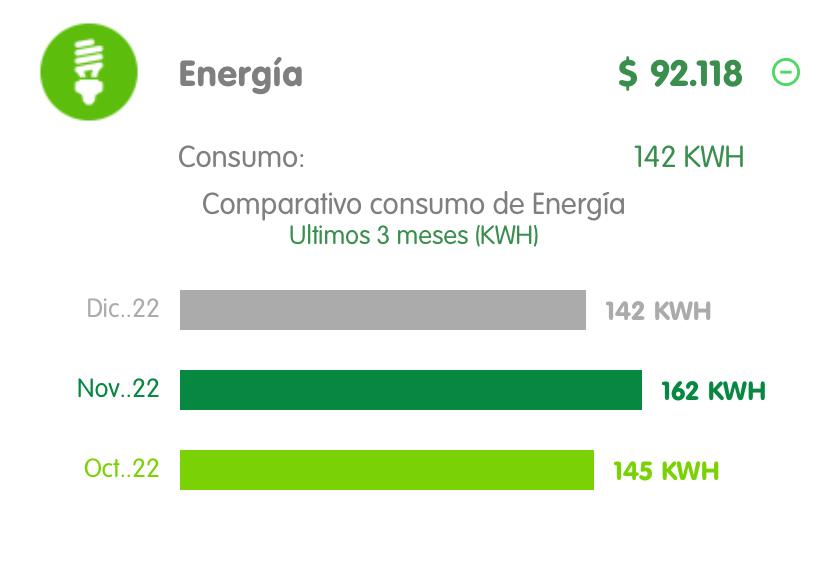 Energía $ 92.118
Consumo: 142 KWH
Comparativo consumo de Energía
Ultimos 3 meses (KWH)
Dic..22 142 KWH
Nov..22 162 KWH
Oct..22 145 KWH